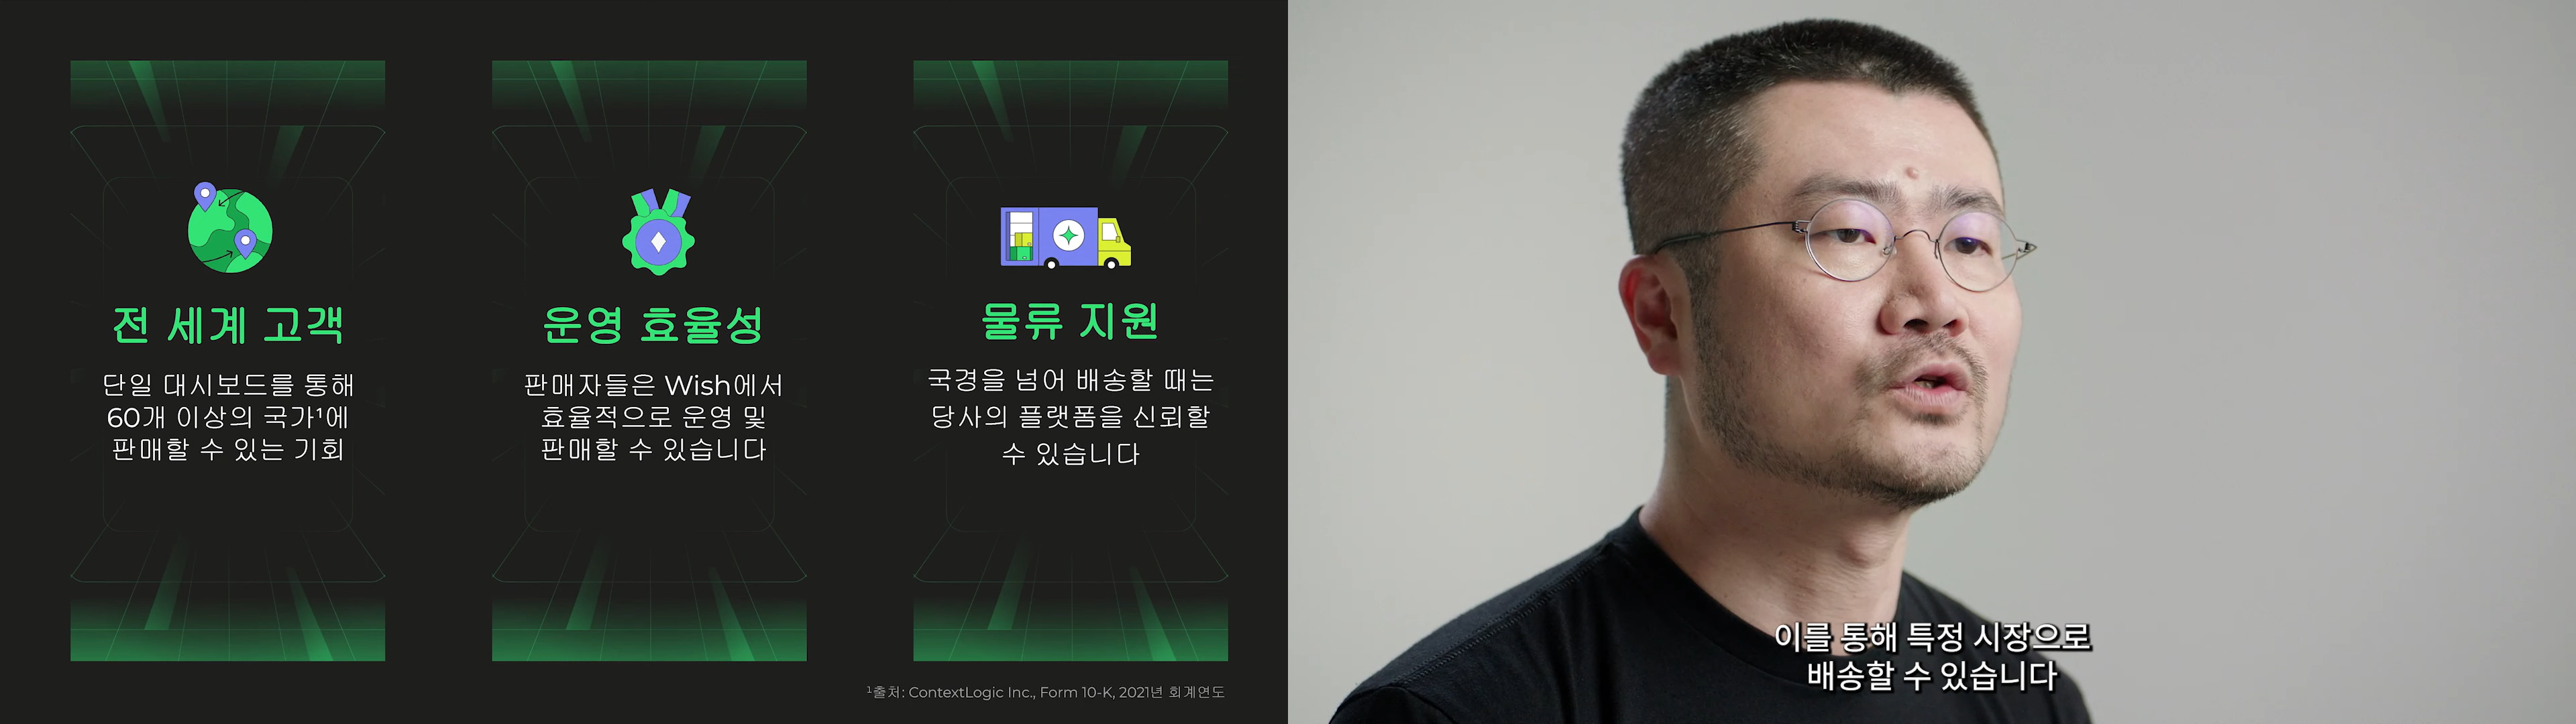 전 세계 고객
단일 대시보드를 통해
60개 이상의 국가¹에
판매할 수 있는 기회
운영 효율성
판매자들은 Wish에서
효율적으로 운영 및
판매할 수 있습니다
물류 지원
국경을 넘어 배송할 때는
당사의 플랫폼을 신뢰할
수 있습니다
¹출처: ContextLogic Inc., Form 10-K, 2021년 회계연도
이를 통해 특정 시장으로
배송할 수 있습니다